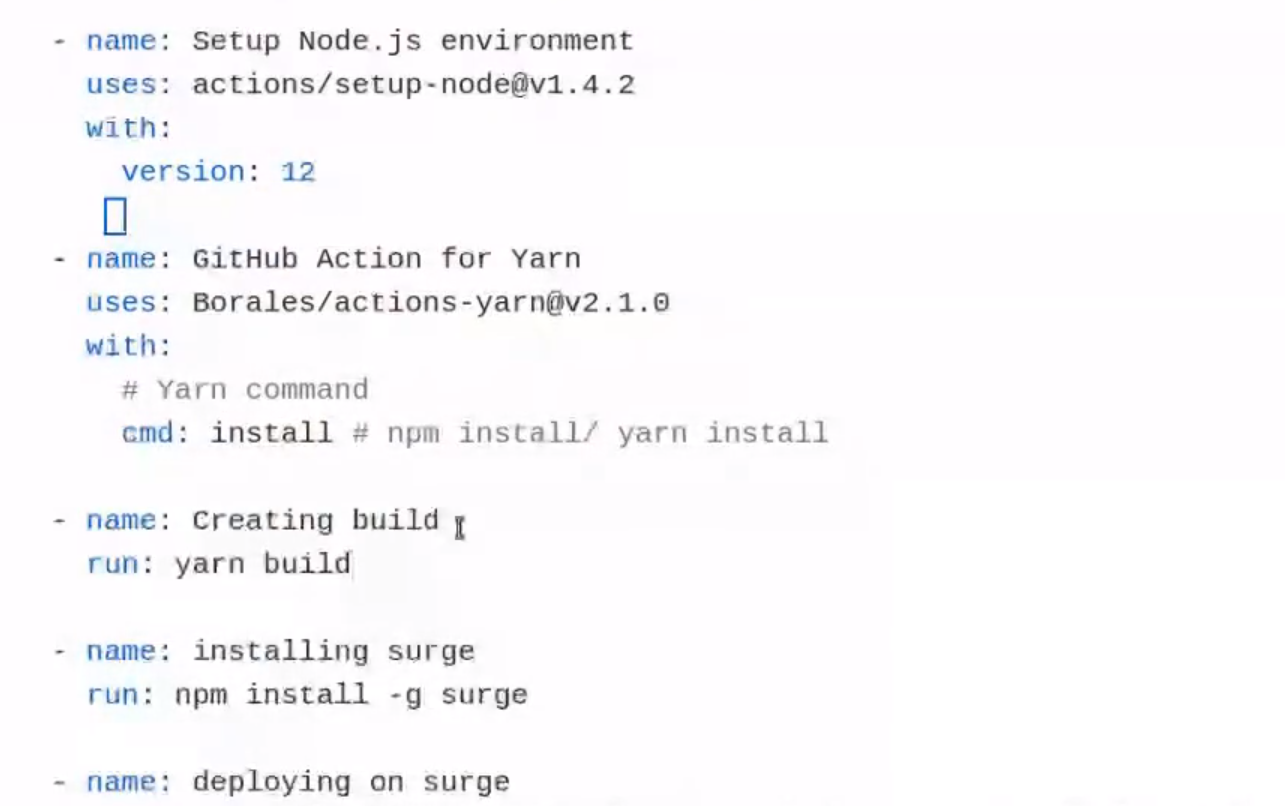 - name: Setup Node.js environment
  uses: actions/setup-node@v1.4.2
  with:
    version: 12
- name: GitHub Action for Yarn
  uses: Borales/actions-yarn@v2.1.0
  with:
    # Yarn command
    cmd: install # npm install/ yarn install
- name: Creating build
  run: yarn build
- name: installing surge
  run: npm install -g surge
- name: deploying on surge